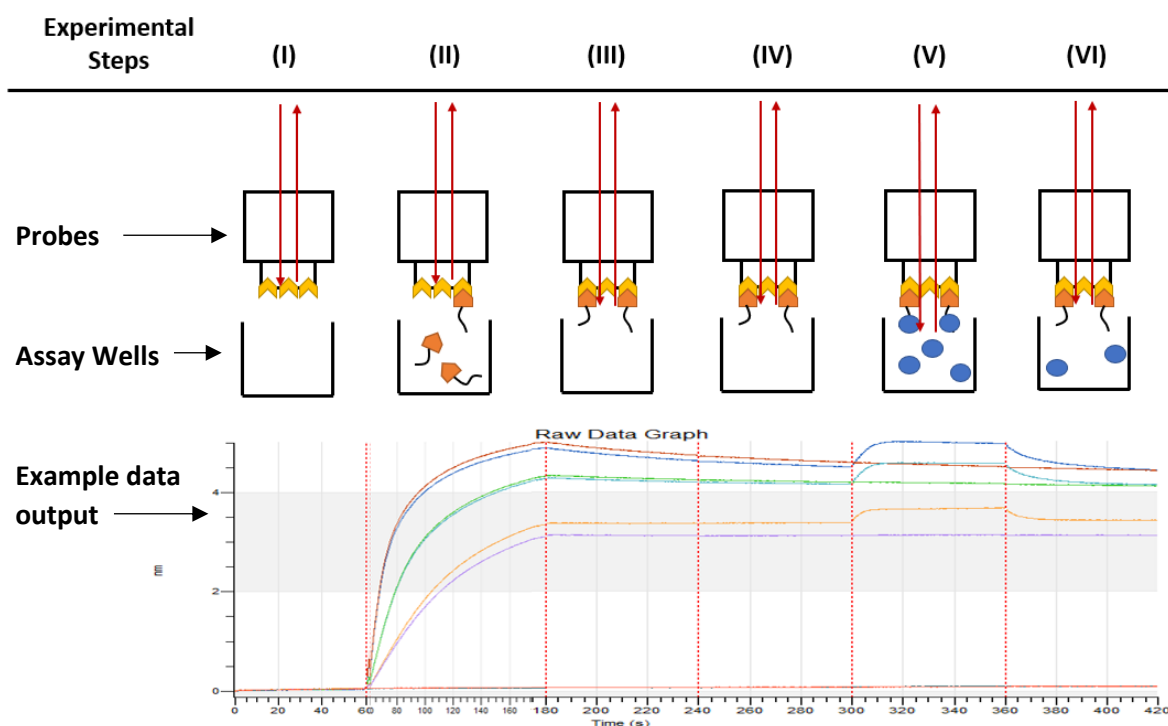 Experimental
Steps
(I) (II) (III) (IV) (V) (VI)
Probes
Assay Wells
Example data
output
Raw Data Graph
4
2
0
nm
0 20 40 60 80 100 120 140 160 180 200 220 240 260 280 300 320 340 360 380 400 420
Time (s)